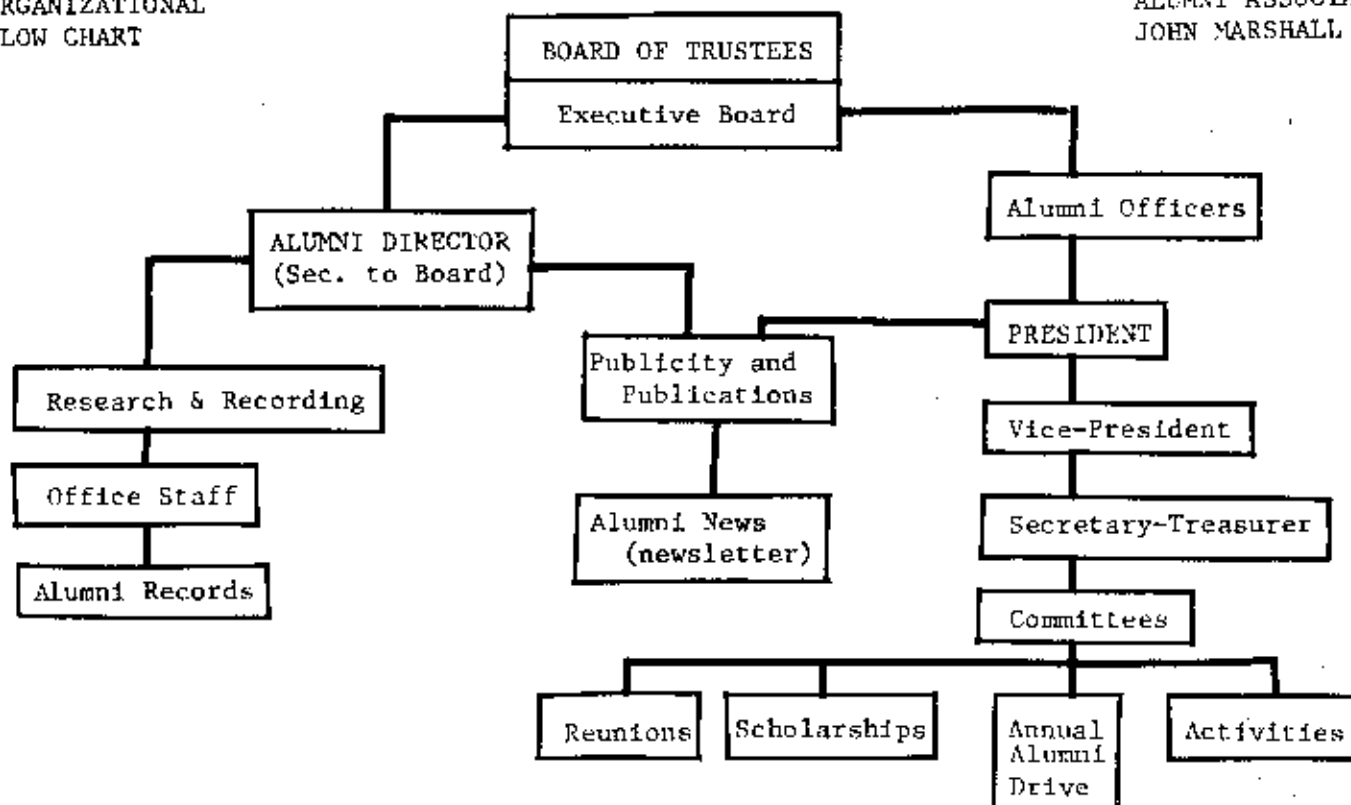 RGANIZATIONAL
LOW CHART
JOHN MARSHALL
BOARD OF TRUSTEES
Executive Board
Alumni Officers
ALUMNI DIRECTOR
(Sec. to Board)
PRESIDENT
Publicity and
Publications
Research & Recording
Vice-President
Office Staff
Alumni News
(newsletter)
Secretary-Treasurer
Alumni Records
Committees
Reunions
Scholarships
Annual
Alumni
Drive
Activities